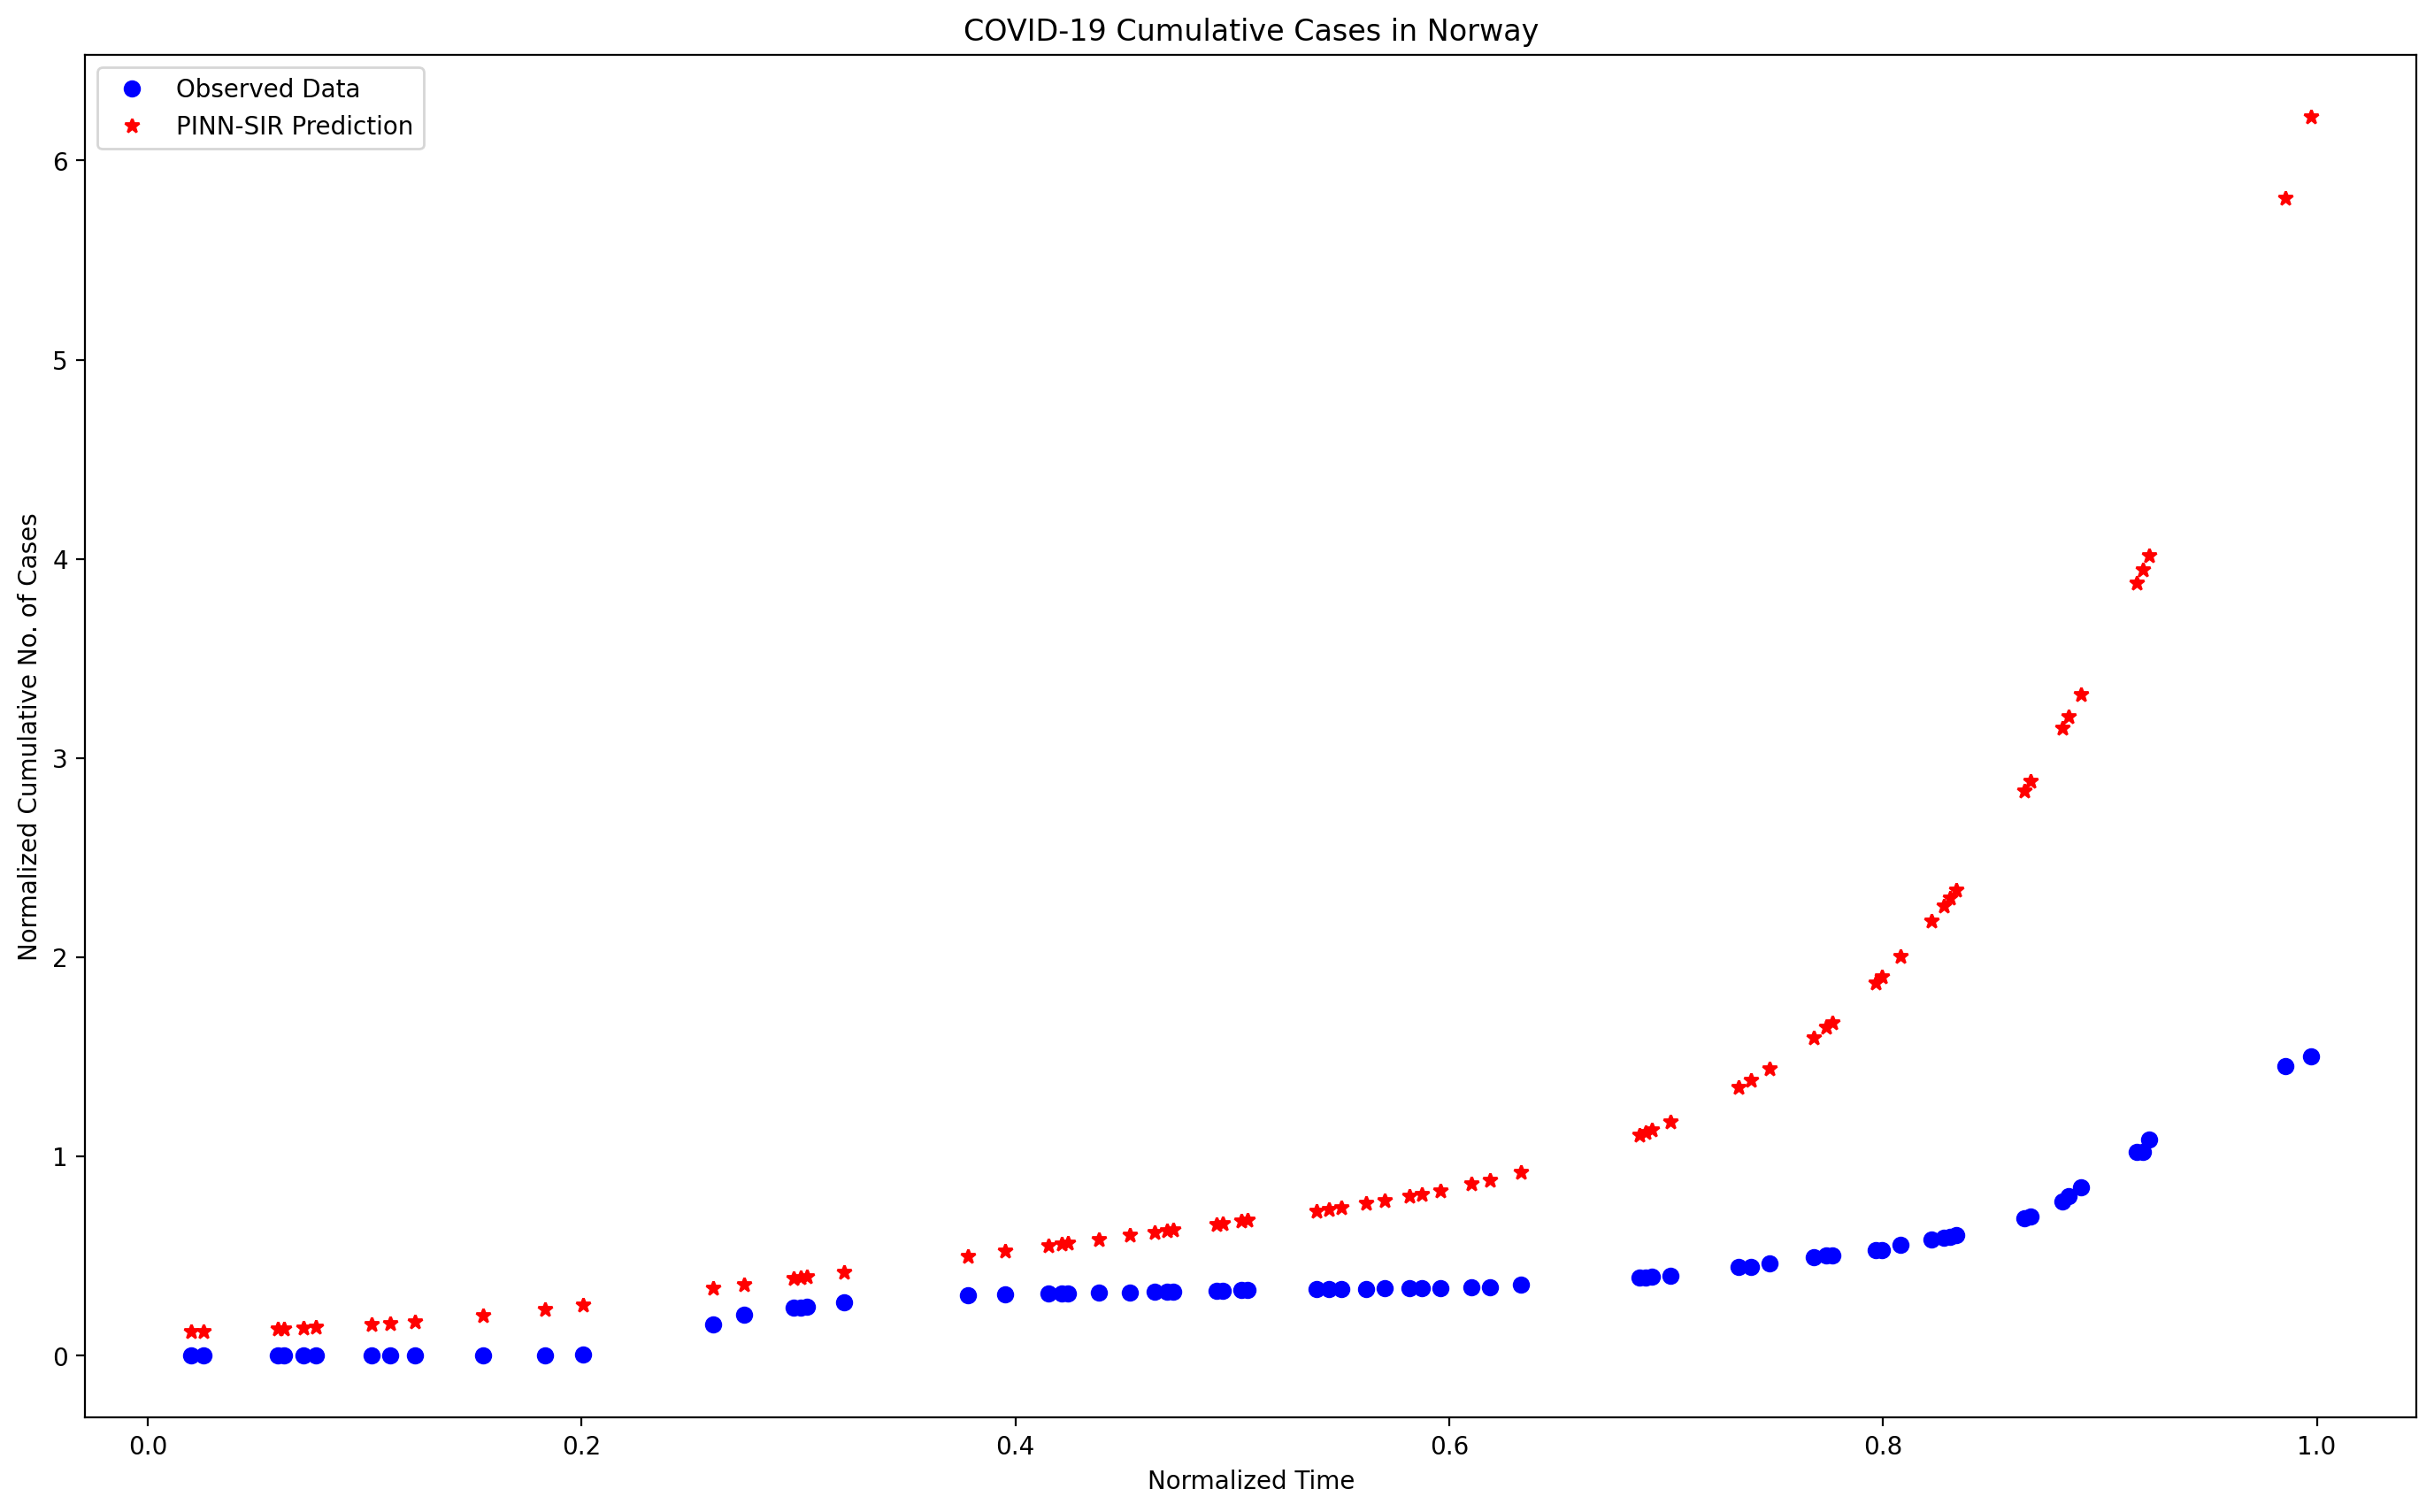 COVID-19 Cumulative Cases in Norway
Observed Data
PINN-SIR Prediction
Normalized Cumulative No. of Cases
6
5
4
3
2
1
0
0.0 0.2 0.4 0.6 0.8 1.0
Normalized Time